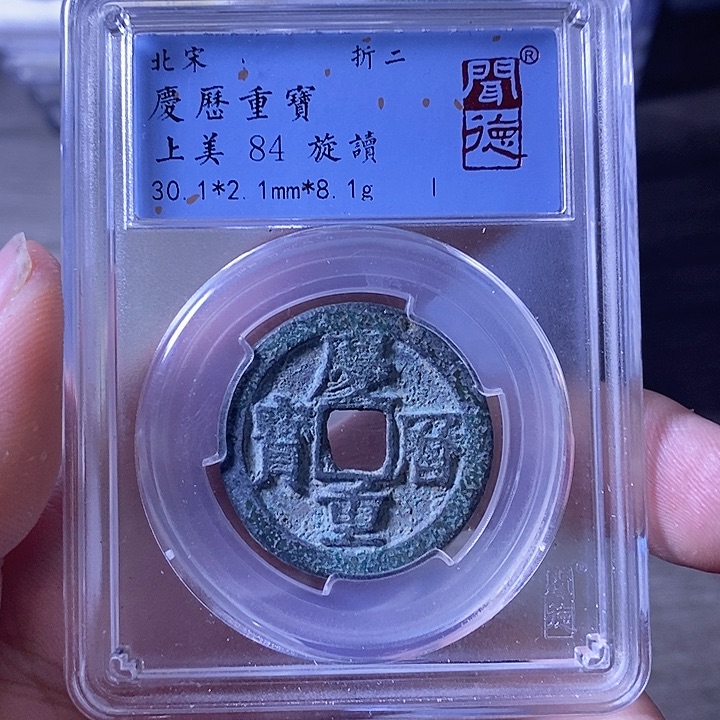 北宋 折二
慶歷重寶
上美 84 旋讀
30.1*2.1mm*8.1g
聞德®
慶
寶 曆
重